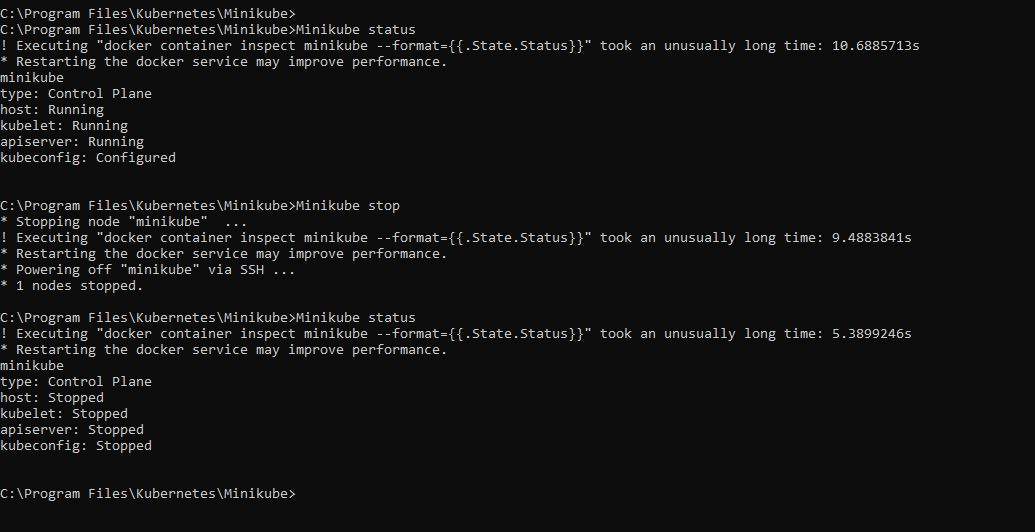 C:\Program Files\Kubernetes\Minikube>
C:\Program Files\Kubernetes\Minikube>Minikube status
! Executing "docker container inspect minikube --format={{.State.Status}}" took an unusually long time: 10.6885713s
* Restarting the docker service may improve performance.
minikube
type: Control Plane
host: Running
kubelet: Running
apiserver: Running
kubeconfig: Configured
C:\Program Files\Kubernetes\Minikube>Minikube stop
* Stopping node "minikube"  ...
! Executing "docker container inspect minikube --format={{.State.Status}}" took an unusually long time: 9.4883841s
* Restarting the docker service may improve performance.
* Powering off "minikube" via SSH ...
* 1 nodes stopped.
C:\Program Files\Kubernetes\Minikube>Minikube status
! Executing "docker container inspect minikube --format={{.State.Status}}" took an unusually long time: 5.3899246s
* Restarting the docker service may improve performance.
minikube
type: Control Plane
host: Stopped
kubelet: Stopped
apiserver: Stopped
kubeconfig: Stopped
C:\Program Files\Kubernetes\Minikube>